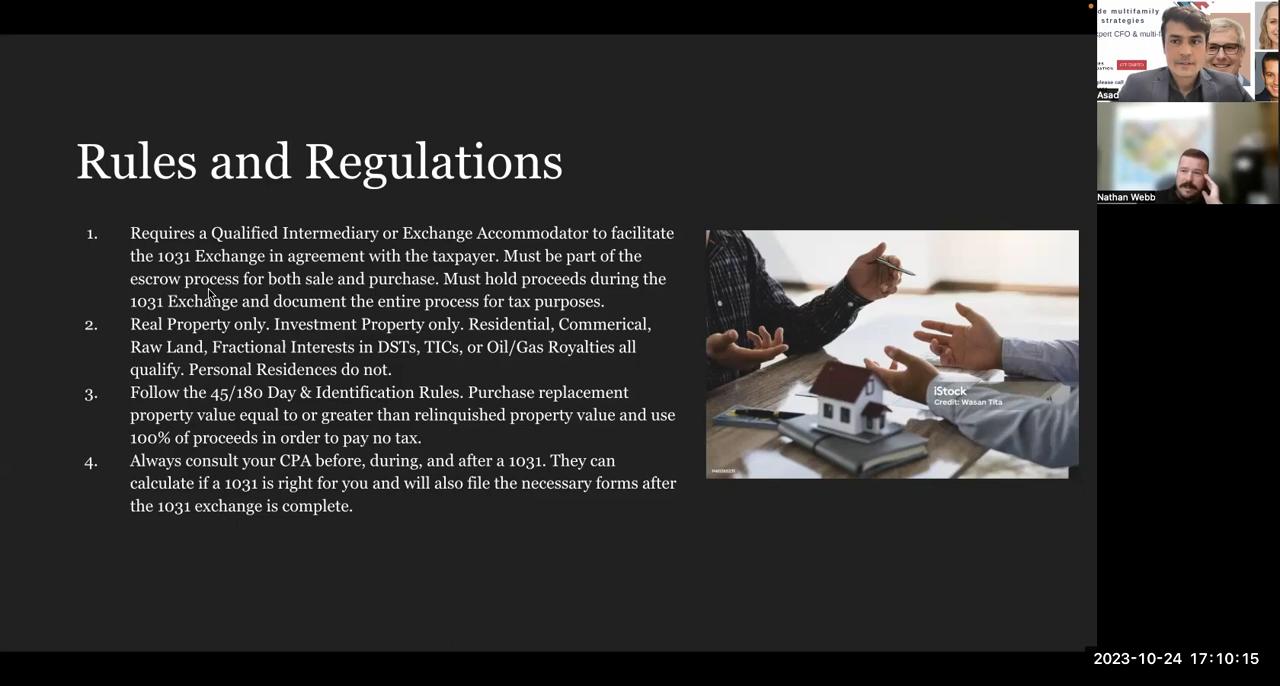 Rules and Regulations
1. Requires a Qualified Intermediary or Exchange Accommodator to facilitate
the 1031 Exchange in agreement with the taxpayer. Must be part of the
escrow process for both sale and purchase. Must hold proceeds during the
1031 Exchange and document the entire process for tax purposes.
2. Real Property only. Investment Property only. Residential, Commerical,
Raw Land, Fractional Interests in DSTs, TICs, or Oil/Gas Royalties all
qualify. Personal Residences do not.
3. Follow the 45/180 Day & Identification Rules. Purchase replacement
property value equal to or greater than relinquished property value and use
100% of proceeds in order to pay no tax.
4. Always consult your CPA before, during, and after a 1031. They can
calculate if a 1031 is right for you and will also file the necessary forms after
the 1031 exchange is complete.
iStock
Credit: Wasan Tita
multifamily
strategies
CFO &
please call
Asad
Nathan Webb
2023-10-24 17:10:15